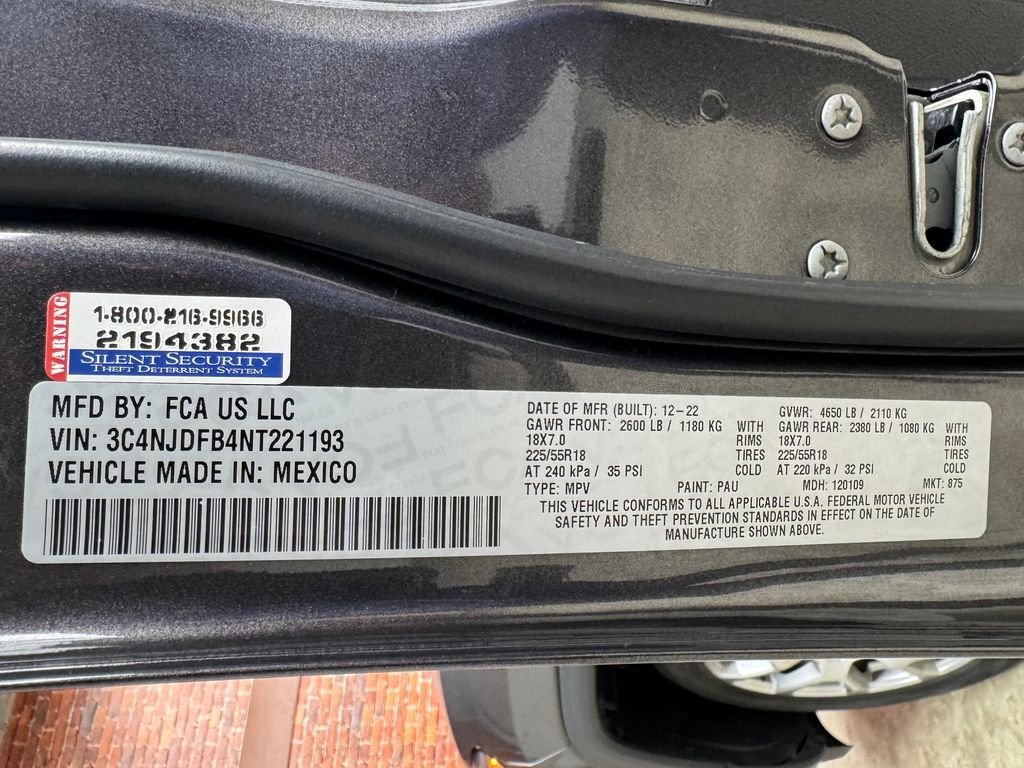 WARNING
1-800-216-9966
2194382
SILENT SECURITY
THEFT DETERRENT SYSTEM
MFD BY: FCA US LLC
VIN: 3C4NJDFB4NT221193
VEHICLE MADE IN: MEXICO
DATE OF MFR (BUILT): 12-22 GVWR: 4650 LB / 2110 KG
GAWR FRONT: 2600 LB / 1180 KG WITH GAWR REAR: 2380 LB / 1080 KG WITH
18X7.0 RIMS 18X7.0 RIMS
225/55R18 TIRES 225/55R18 TIRES
AT 240 kPa / 35 PSI COLD AT 220 kPa / 32 PSI COLD
TYPE: MPV PAINT: PAU MDH: 120109 MKT: 875
THIS VEHICLE CONFORMS TO ALL APPLICABLE U.S.A. FEDERAL MOTOR VEHICLE
SAFETY AND THEFT PREVENTION STANDARDS IN EFFECT ON THE DATE OF
MANUFACTURE SHOWN ABOVE.